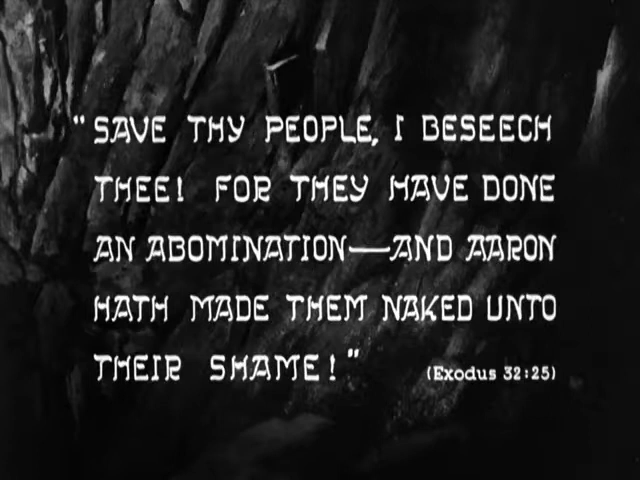 "SAVE THY PEOPLE, I BESEECH
THEE! FOR THEY HAVE DONE
AN ABOMINATION—AND AARON
HATH MADE THEM NAKED UNTO
THEIR SHAME!"
(Exodus 32:25)